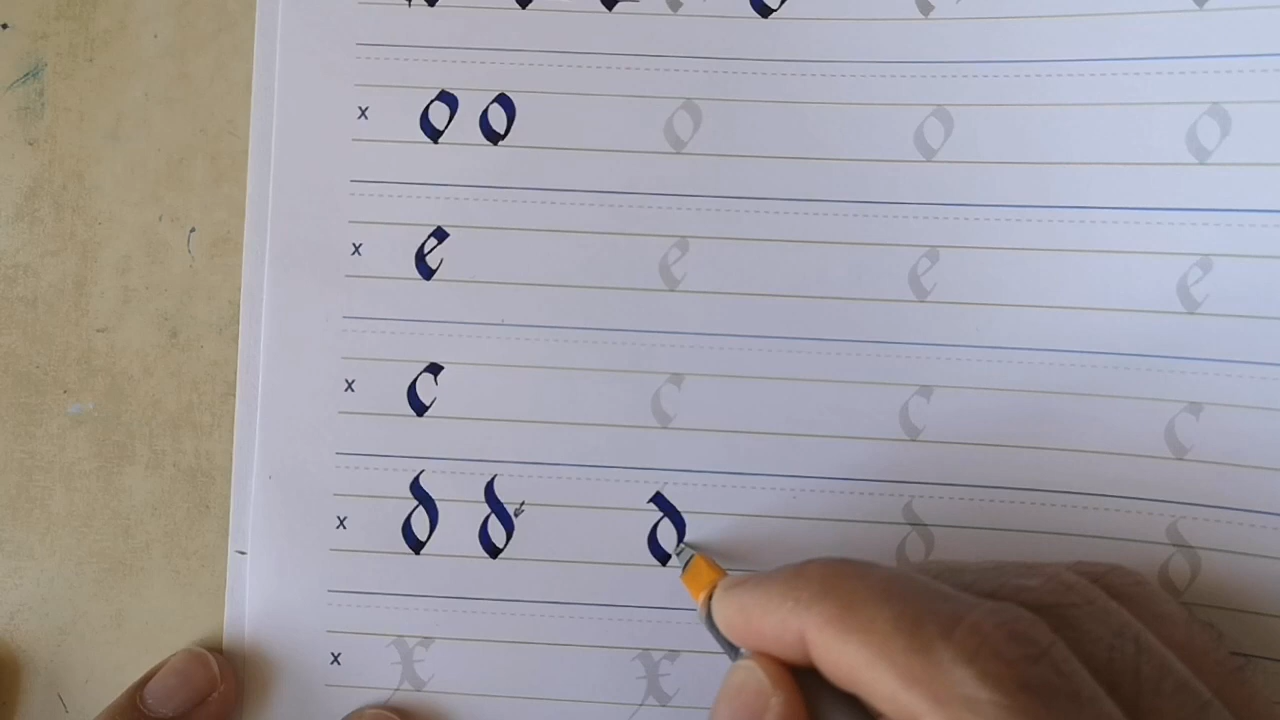 x o o o o o
x e e e e
x c c c c
x d d d d d
x x x